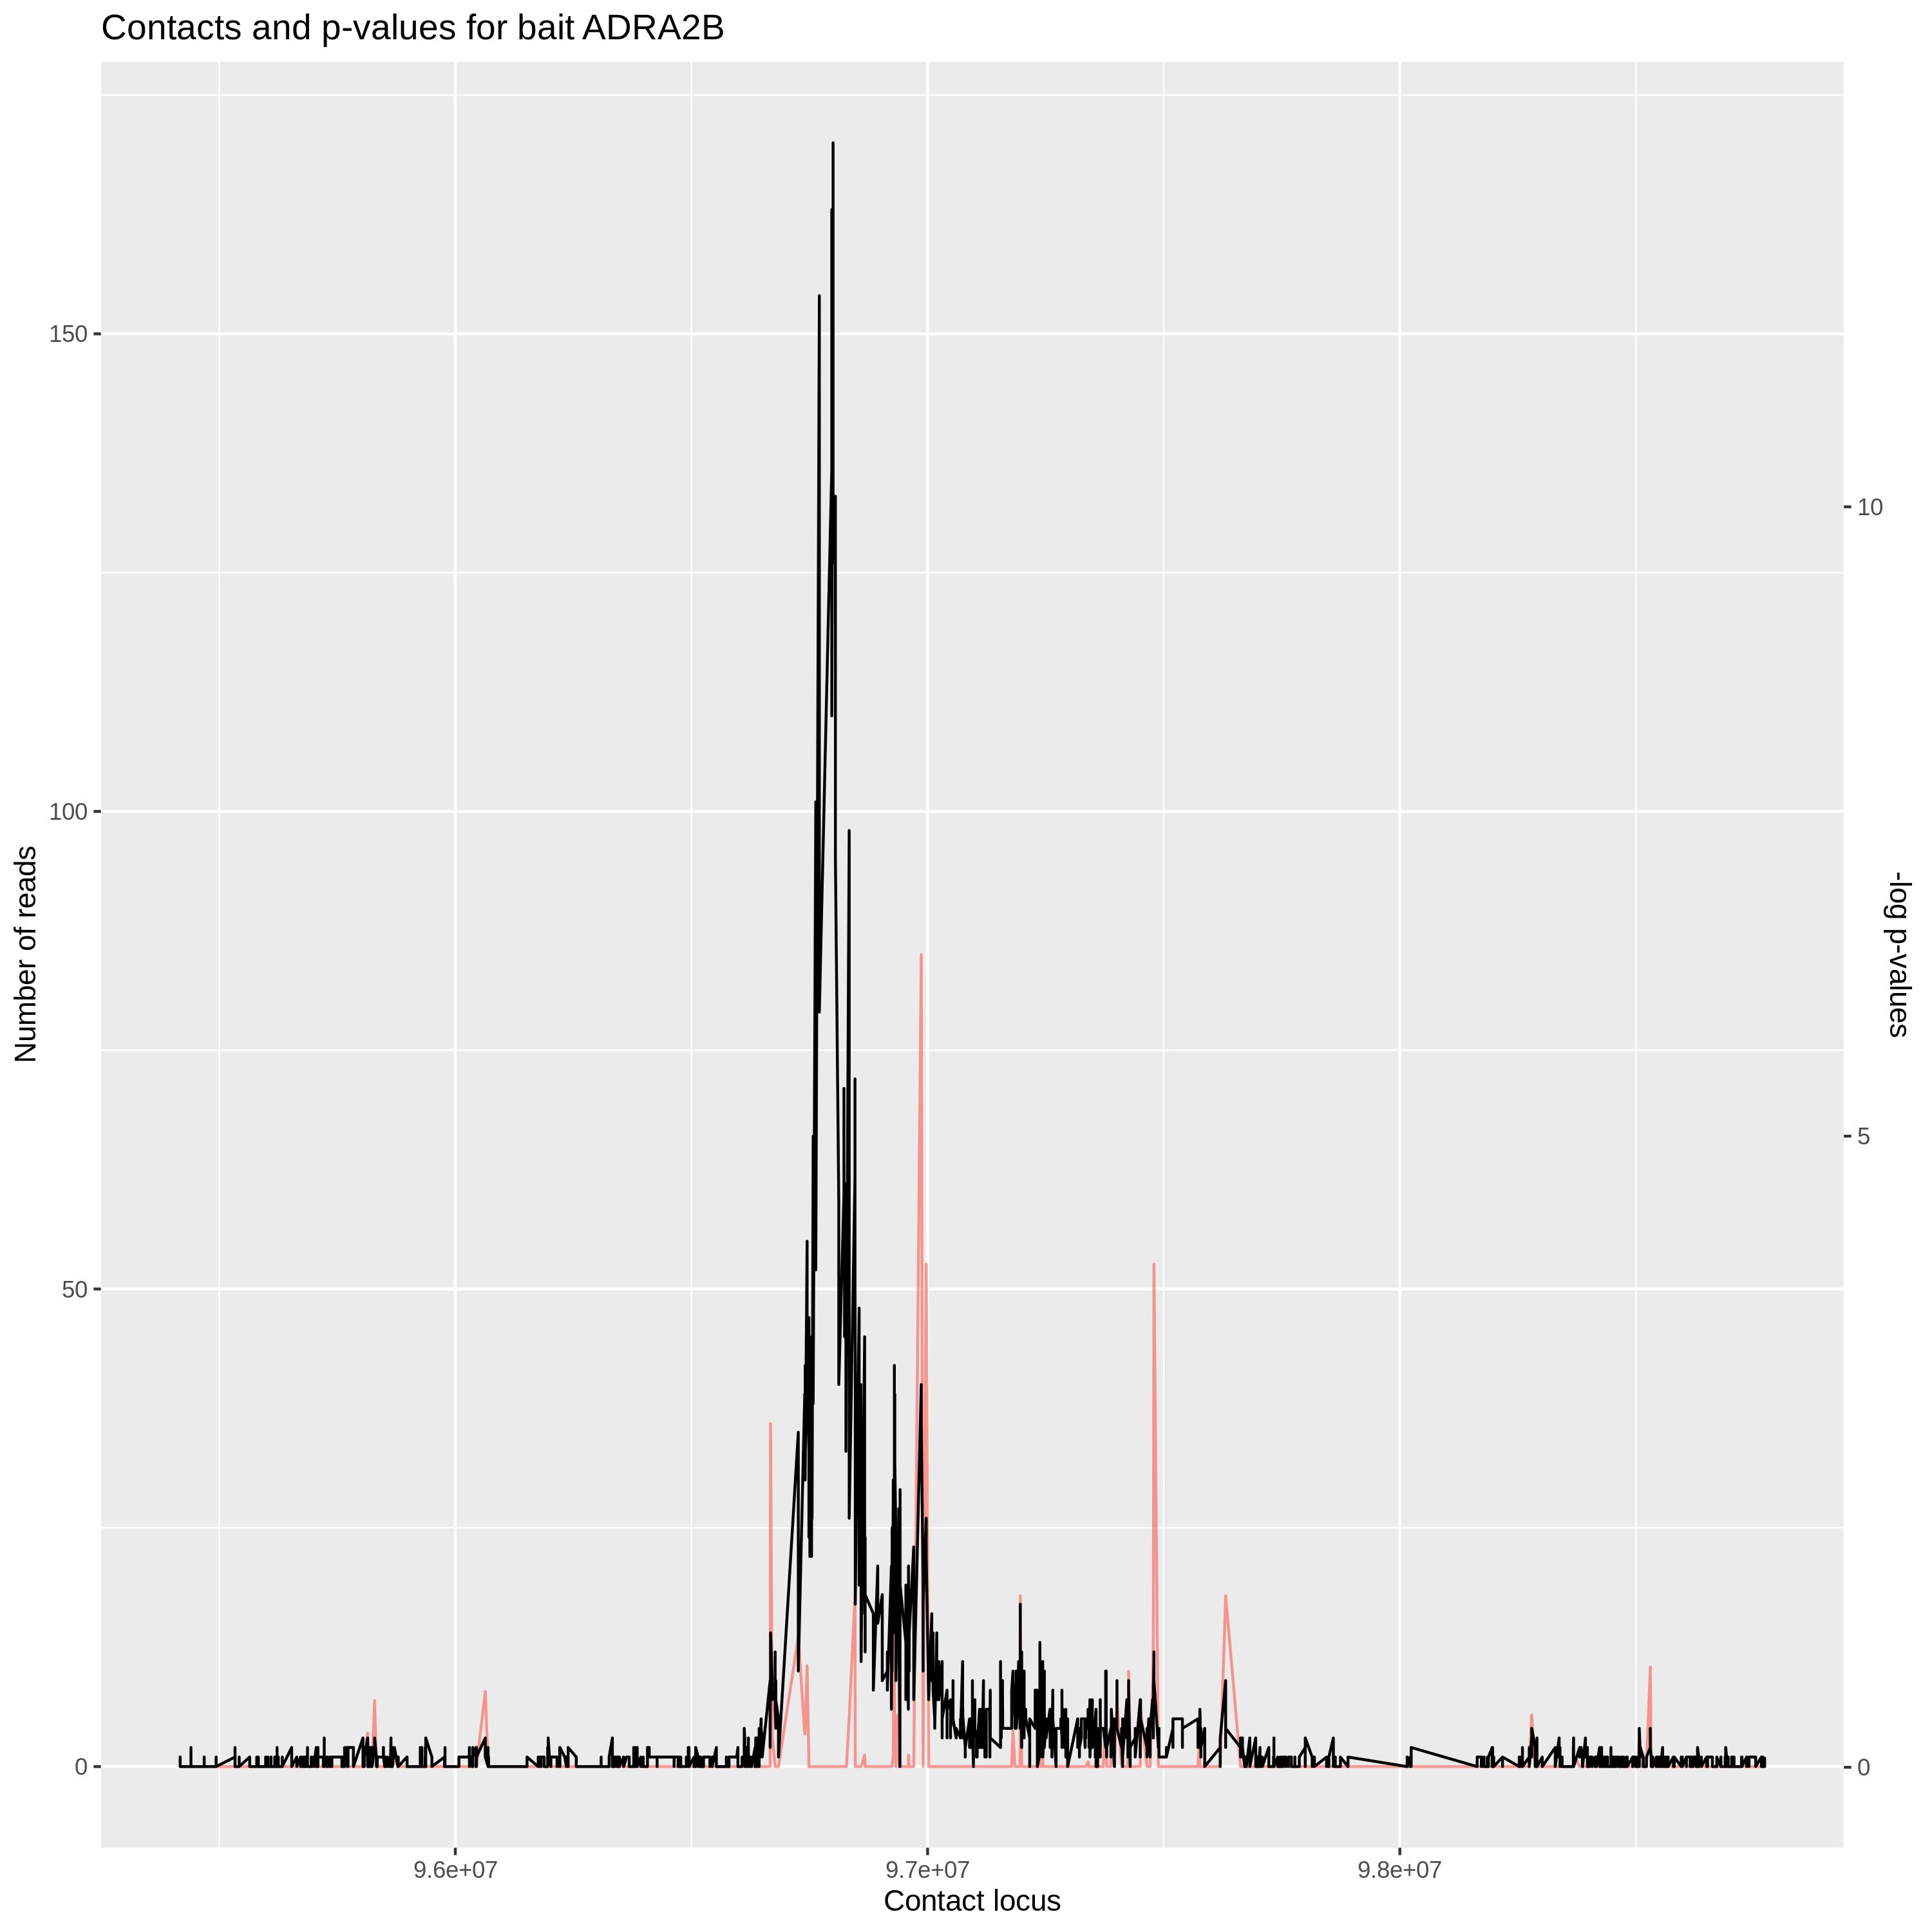 Contacts and p-values for bait ADRA2B
150
100
50
0
Number of reads
10
5
0
-log p-values
9.6e+07 9.7e+07 9.8e+07
Contact locus